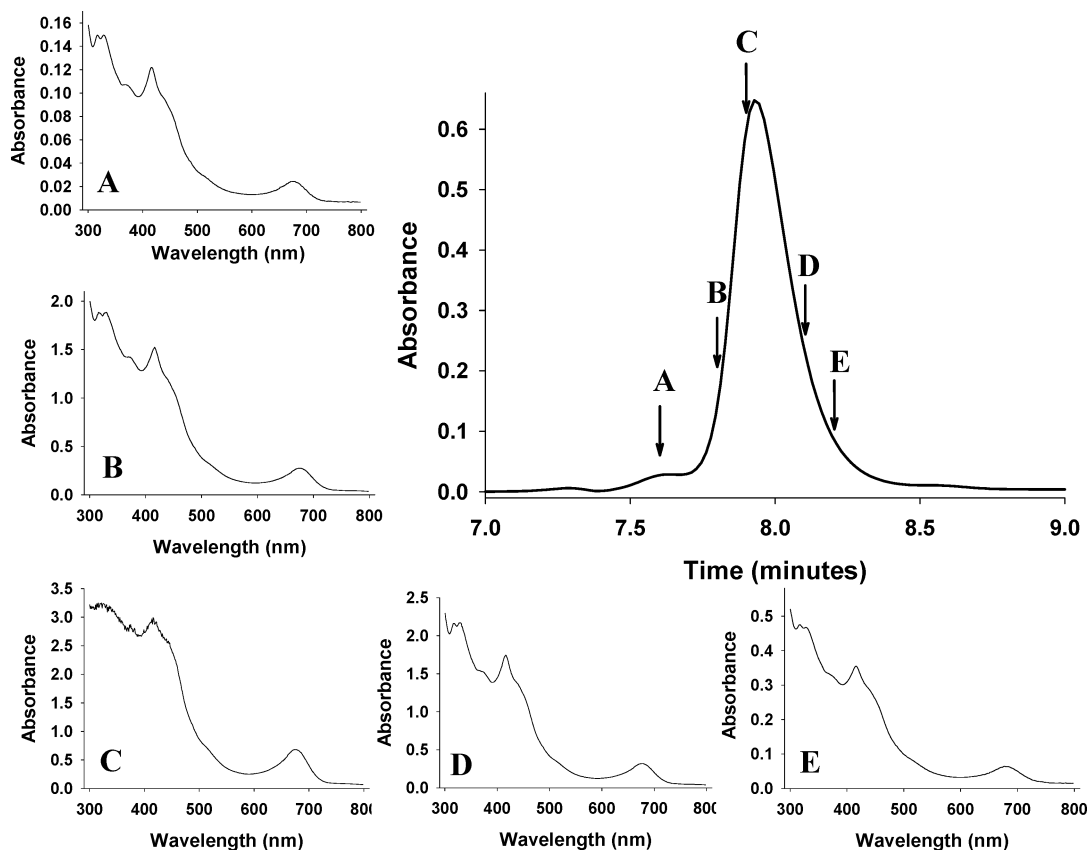 0.16
0.14
0.12
0.10
0.08
0.06
0.04
0.02
0.00
Absorbance
A
300 400 500 600 700 800
Wavelength (nm)
2.0
1.5
1.0
0.5
0.0
Absorbance
B
300 400 500 600 700 800
Wavelength (nm)
C
B
A
D
E
0.6
0.5
0.4
0.3
0.2
0.1
0.0
Absorbance
7.0 7.5 8.0 8.5 9.0
Time (minutes)
3.5
3.0
2.5
2.0
1.5
1.0
0.5
0.0
Absorbance
C
300 400 500 600 700 800
Wavelength (nm)
2.5
2.0
1.5
1.0
0.5
0.0
Absorbance
D
300 400 500 600 700 800
Wavelength (nm)
0.5
0.4
0.3
0.2
0.1
0.0
Absorbance
E
300 400 500 600 700 800
Wavelength (nm)